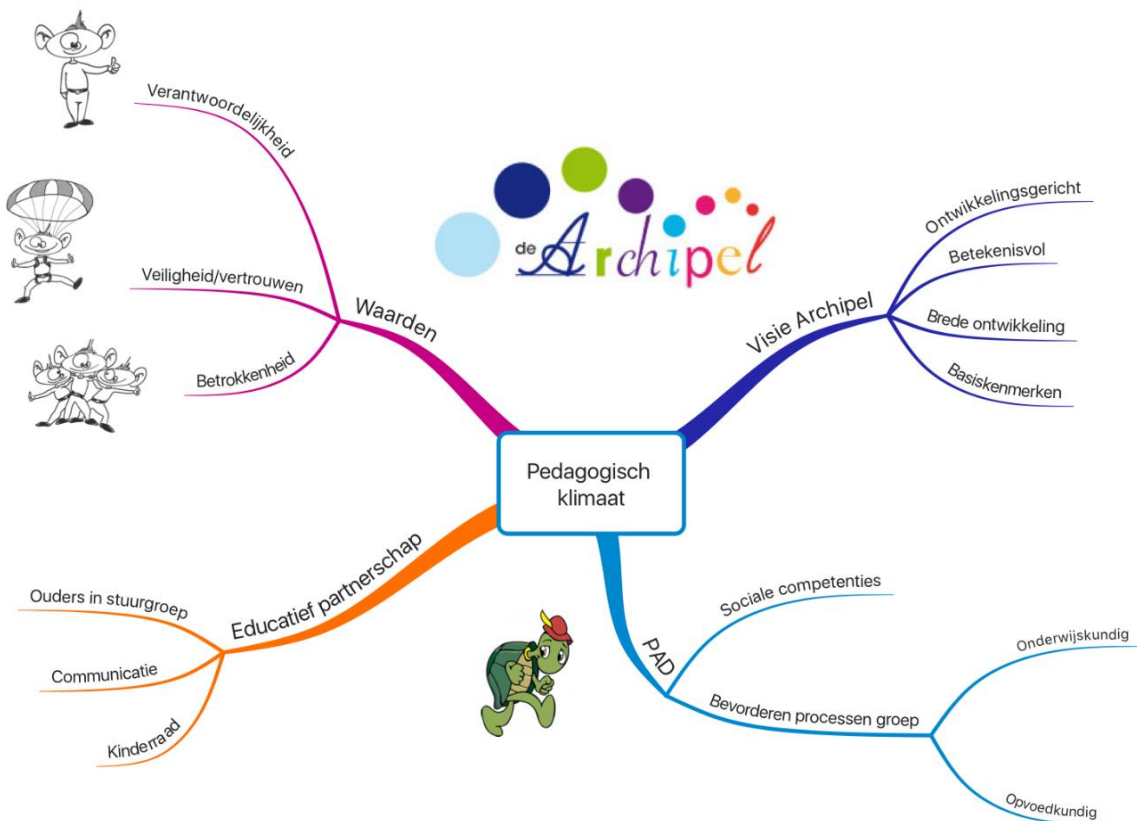 Verantwoordelijkheid
Veiligheid/vertrouwen
Betrokkenheid
Waarden
de Archipel
Visie Archipel
Ontwikkelingsgericht
Betekenisvol
Brede ontwikkeling
Basiskenmerken
Pedagogisch
klimaat
Educatief partnerschap
Ouders in stuurgroep
Communicatie
Kinderraad
PAD
Sociale competenties
Bevorderen processen groep
Onderwijskundig
Opvoedkundig